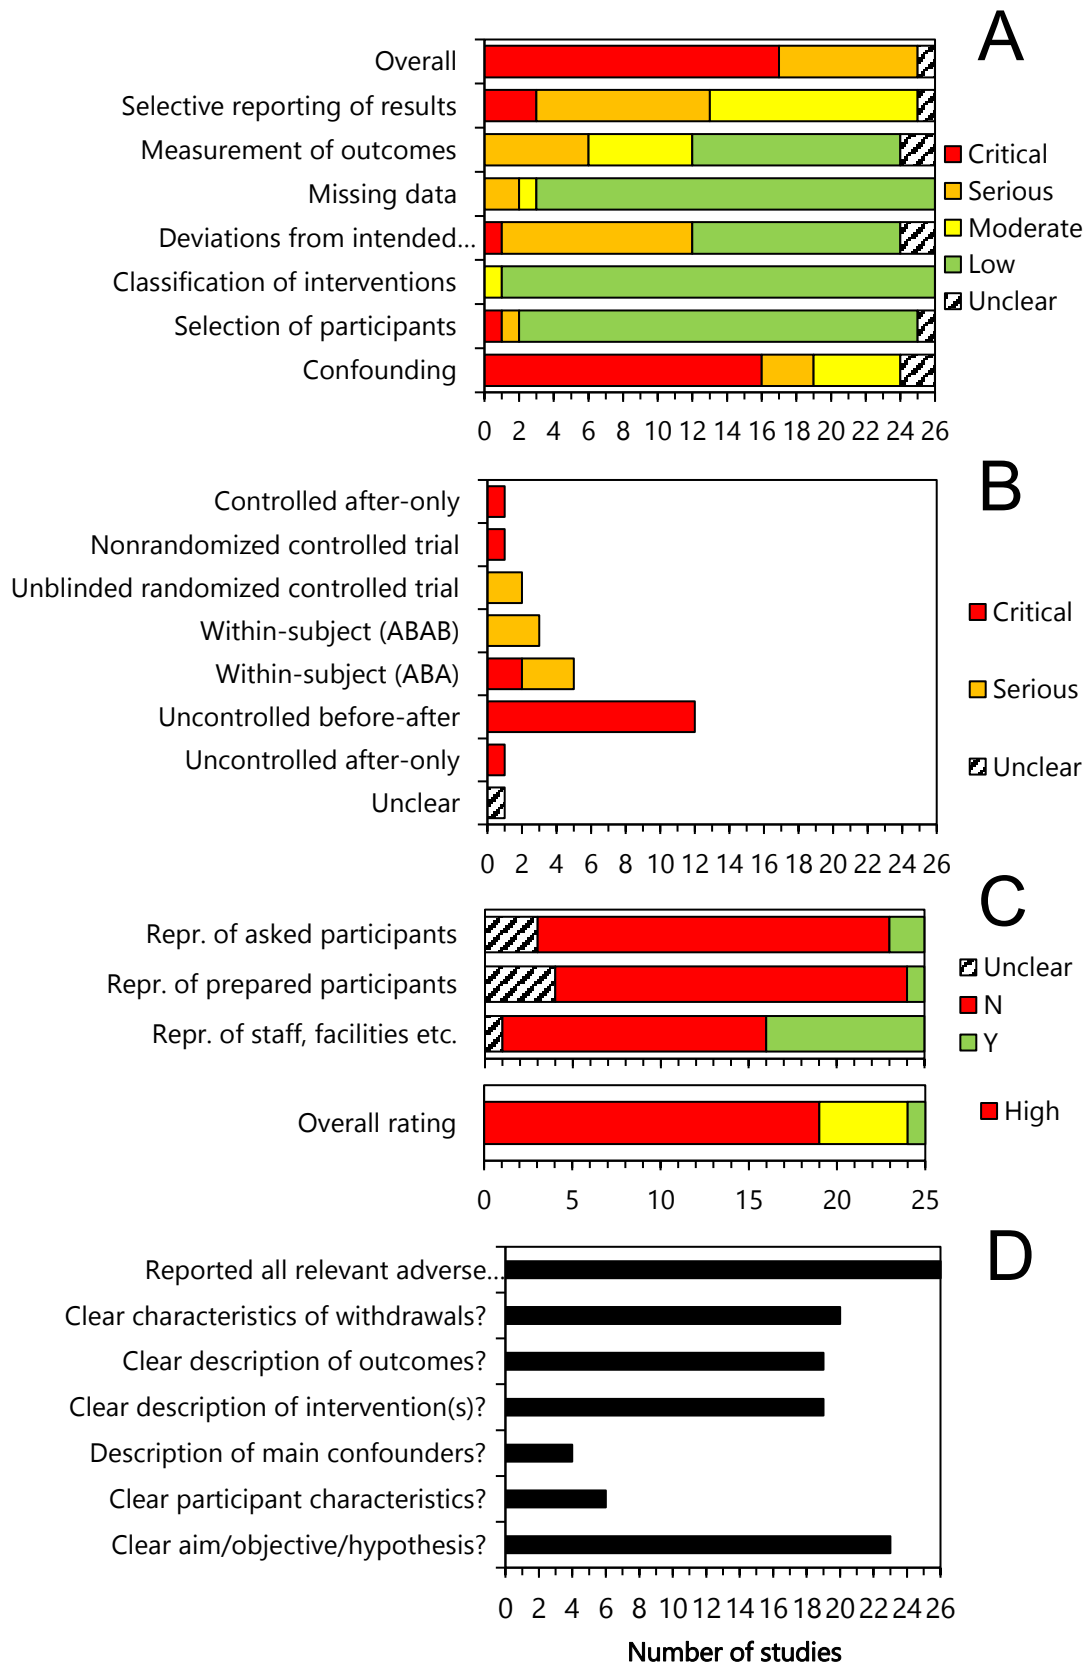 A
Overall
Selective reporting of results
Measurement of outcomes
Missing data
Deviations from intended...
Classification of interventions
Selection of participants
Confounding
Critical
Serious
Moderate
Low
Unclear
0 2 4 6 8 10 12 14 16 18 20 22 24 26
B
Controlled after-only
Nonrandomized controlled trial
Unblinded randomized controlled trial
Within-subject (ABAB)
Within-subject (ABA)
Uncontrolled before-after
Uncontrolled after-only
Unclear
Critical
Serious
Unclear
0 2 4 6 8 10 12 14 16 18 20 22 24 26
C
Repr. of asked participants
Repr. of prepared participants
Repr. of staff, facilities etc.
Unclear
N
Y
Overall rating
High
0 5 10 15 20 25
D
Reported all relevant adverse...
Clear characteristics of withdrawals?
Clear description of outcomes?
Clear description of intervention(s)?
Description of main confounders?
Clear participant characteristics?
Clear aim/objective/hypothesis?
0 2 4 6 8 10 12 14 16 18 20 22 24 26
Number of studies